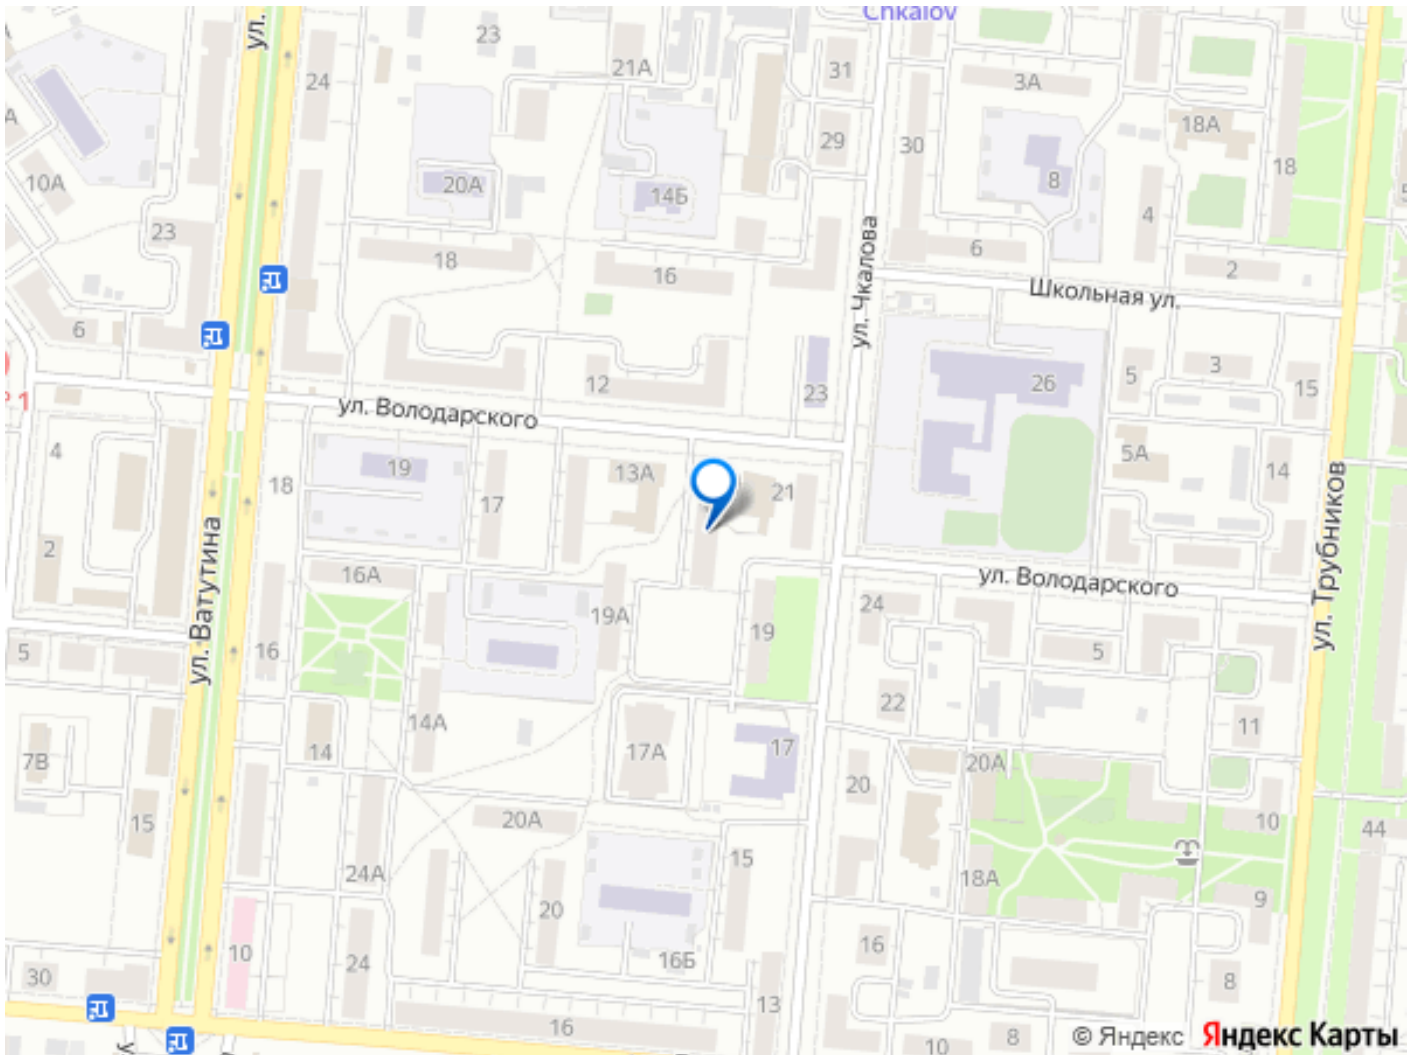 Chkalov
ул.
23
24
21А
31
3А
30
18А
29
18
10А
20А
14Б
8
4
23
18
16
6
2
ул. Чкалова
Школьная ул.
6
12
23
26
5
3
15
1
ул. Володарского
4
19
13А
21
5А
14
18
17
ул. Трубников
2
ул. Ватутина
16А
ул. Володарского
19А
24
5
16
19
5
22
14А
11
7В
14
17А
17
20А
20
15
20А
10
44
15
24А
18А
9
20
16
10
24
16Б
8
30
13
16
10
8
© Яндекс Яндекс Карты